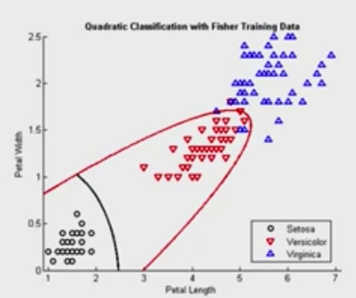 Quadratic Classification with Fisher Training Data
2.5
2
1.5
1
0.5
0
Petal Width
1 2 3 4 5 6 7
Petal Length
Setosa
Versicolor
Virginica